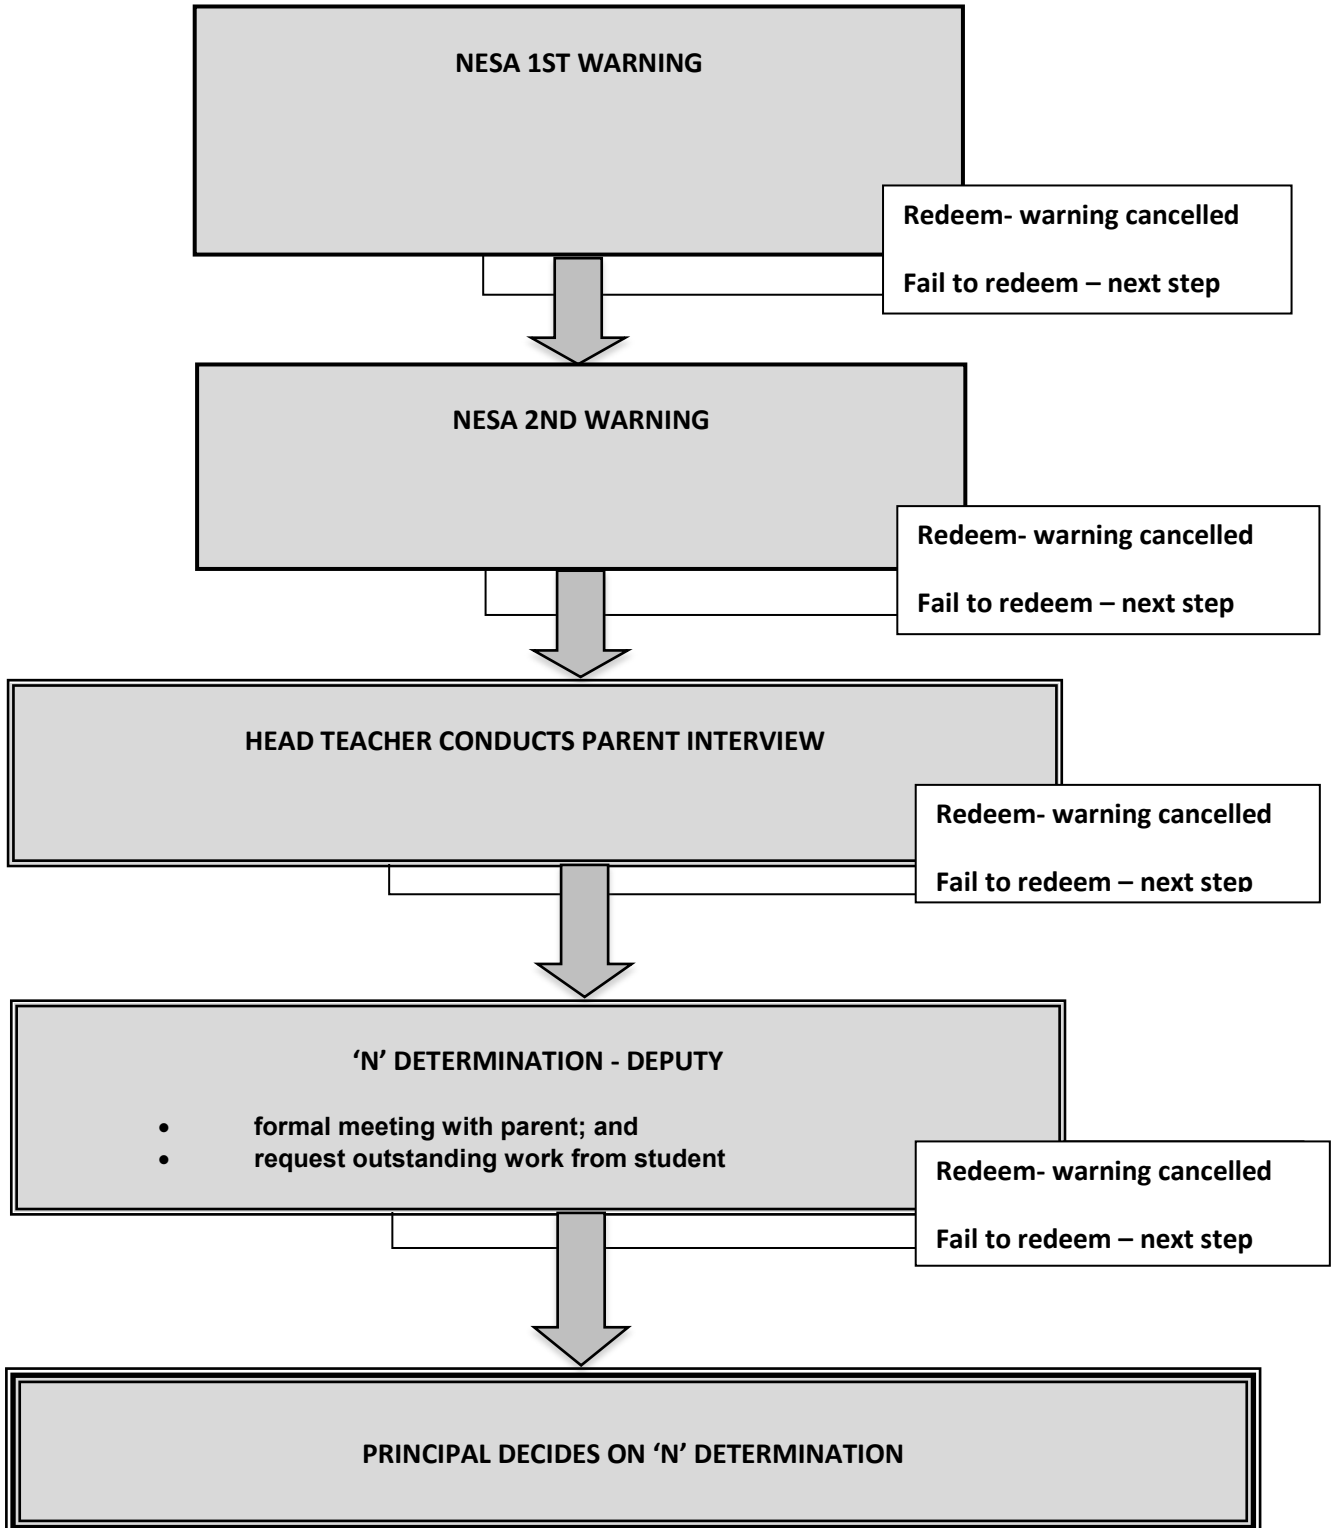 NESA 1ST WARNING
Redeem- warning cancelled
Fail to redeem – next step
NESA 2ND WARNING
Redeem- warning cancelled
Fail to redeem – next step
HEAD TEACHER CONDUCTS PARENT INTERVIEW
Redeem- warning cancelled
Fail to redeem – next step
‘N’ DETERMINATION - DEPUTY
• formal meeting with parent; and
• request outstanding work from student
Redeem- warning cancelled
Fail to redeem – next step
PRINCIPAL DECIDES ON ‘N’ DETERMINATION